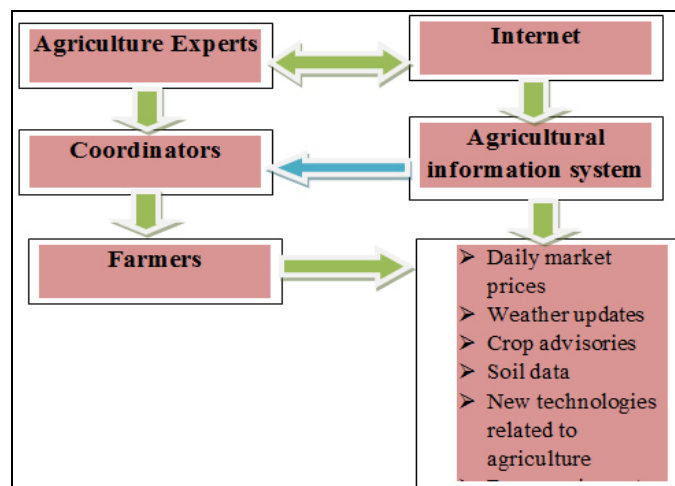 Agriculture Experts
Internet
Coordinators
Agricultural
information system
Farmers
➢ Daily market
prices
➢ Weather updates
➢ Crop advisories
➢ Soil data
➢ New technologies
related to
agriculture